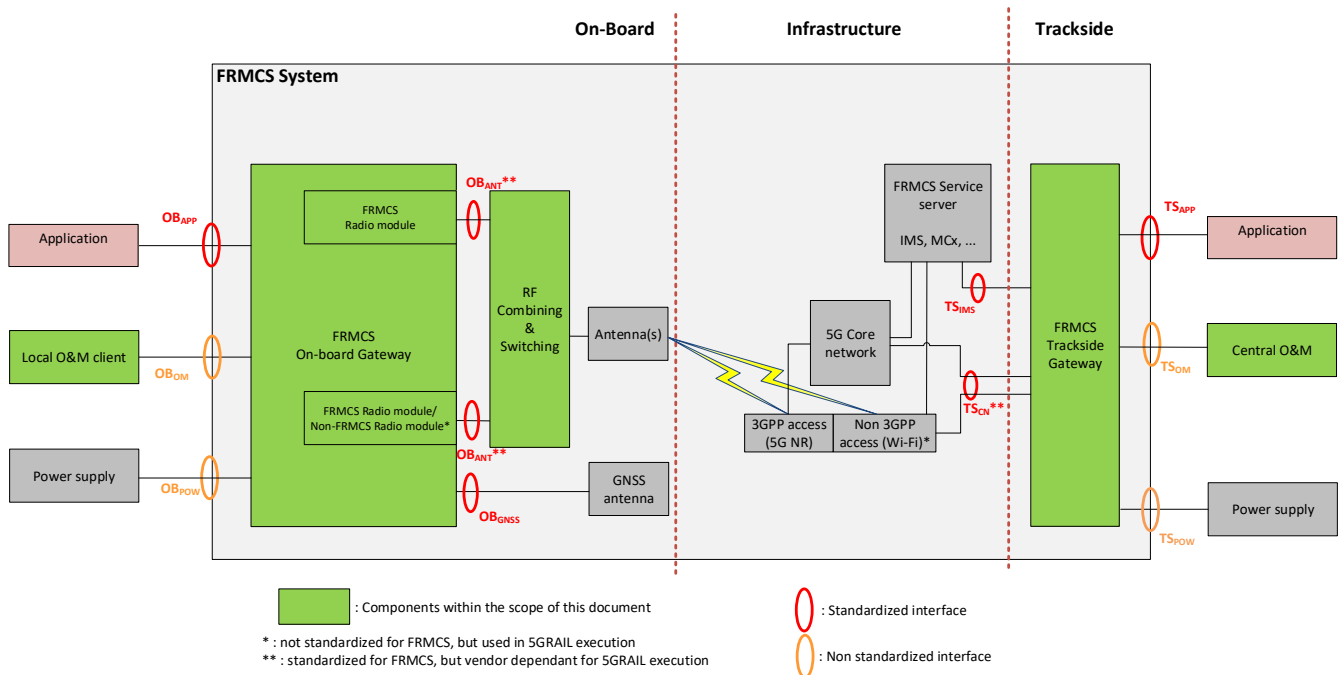 On-Board
Infrastructure
Trackside
FRMCS System
OBAPP
Application
OBOM
Local O&M client
OBPOW
Power supply
FRMCS
Radio module
FRMCS
On-board Gateway
FRMCS Radio module/
Non-FRMCS Radio module*
OBANT**
OBANT**
OBGNSS
RF
Combining
&
Switching
Antenna(s)
GNSS
antenna
FRMCS Service
server
IMS, MCx, ...
TSIMS
5G Core
network
TSCN**
3GPP access
(5G NR)
Non 3GPP
access (Wi-Fi)*
FRMCS
Trackside
Gateway
TSAPP
Application
TSOM
Central O&M
TSPOW
Power supply
: Components within the scope of this document
* : not standardized for FRMCS, but used in 5GRAIL execution
** : standardized for FRMCS, but vendor dependant for 5GRAIL execution
: Standardized interface
: Non standardized interface